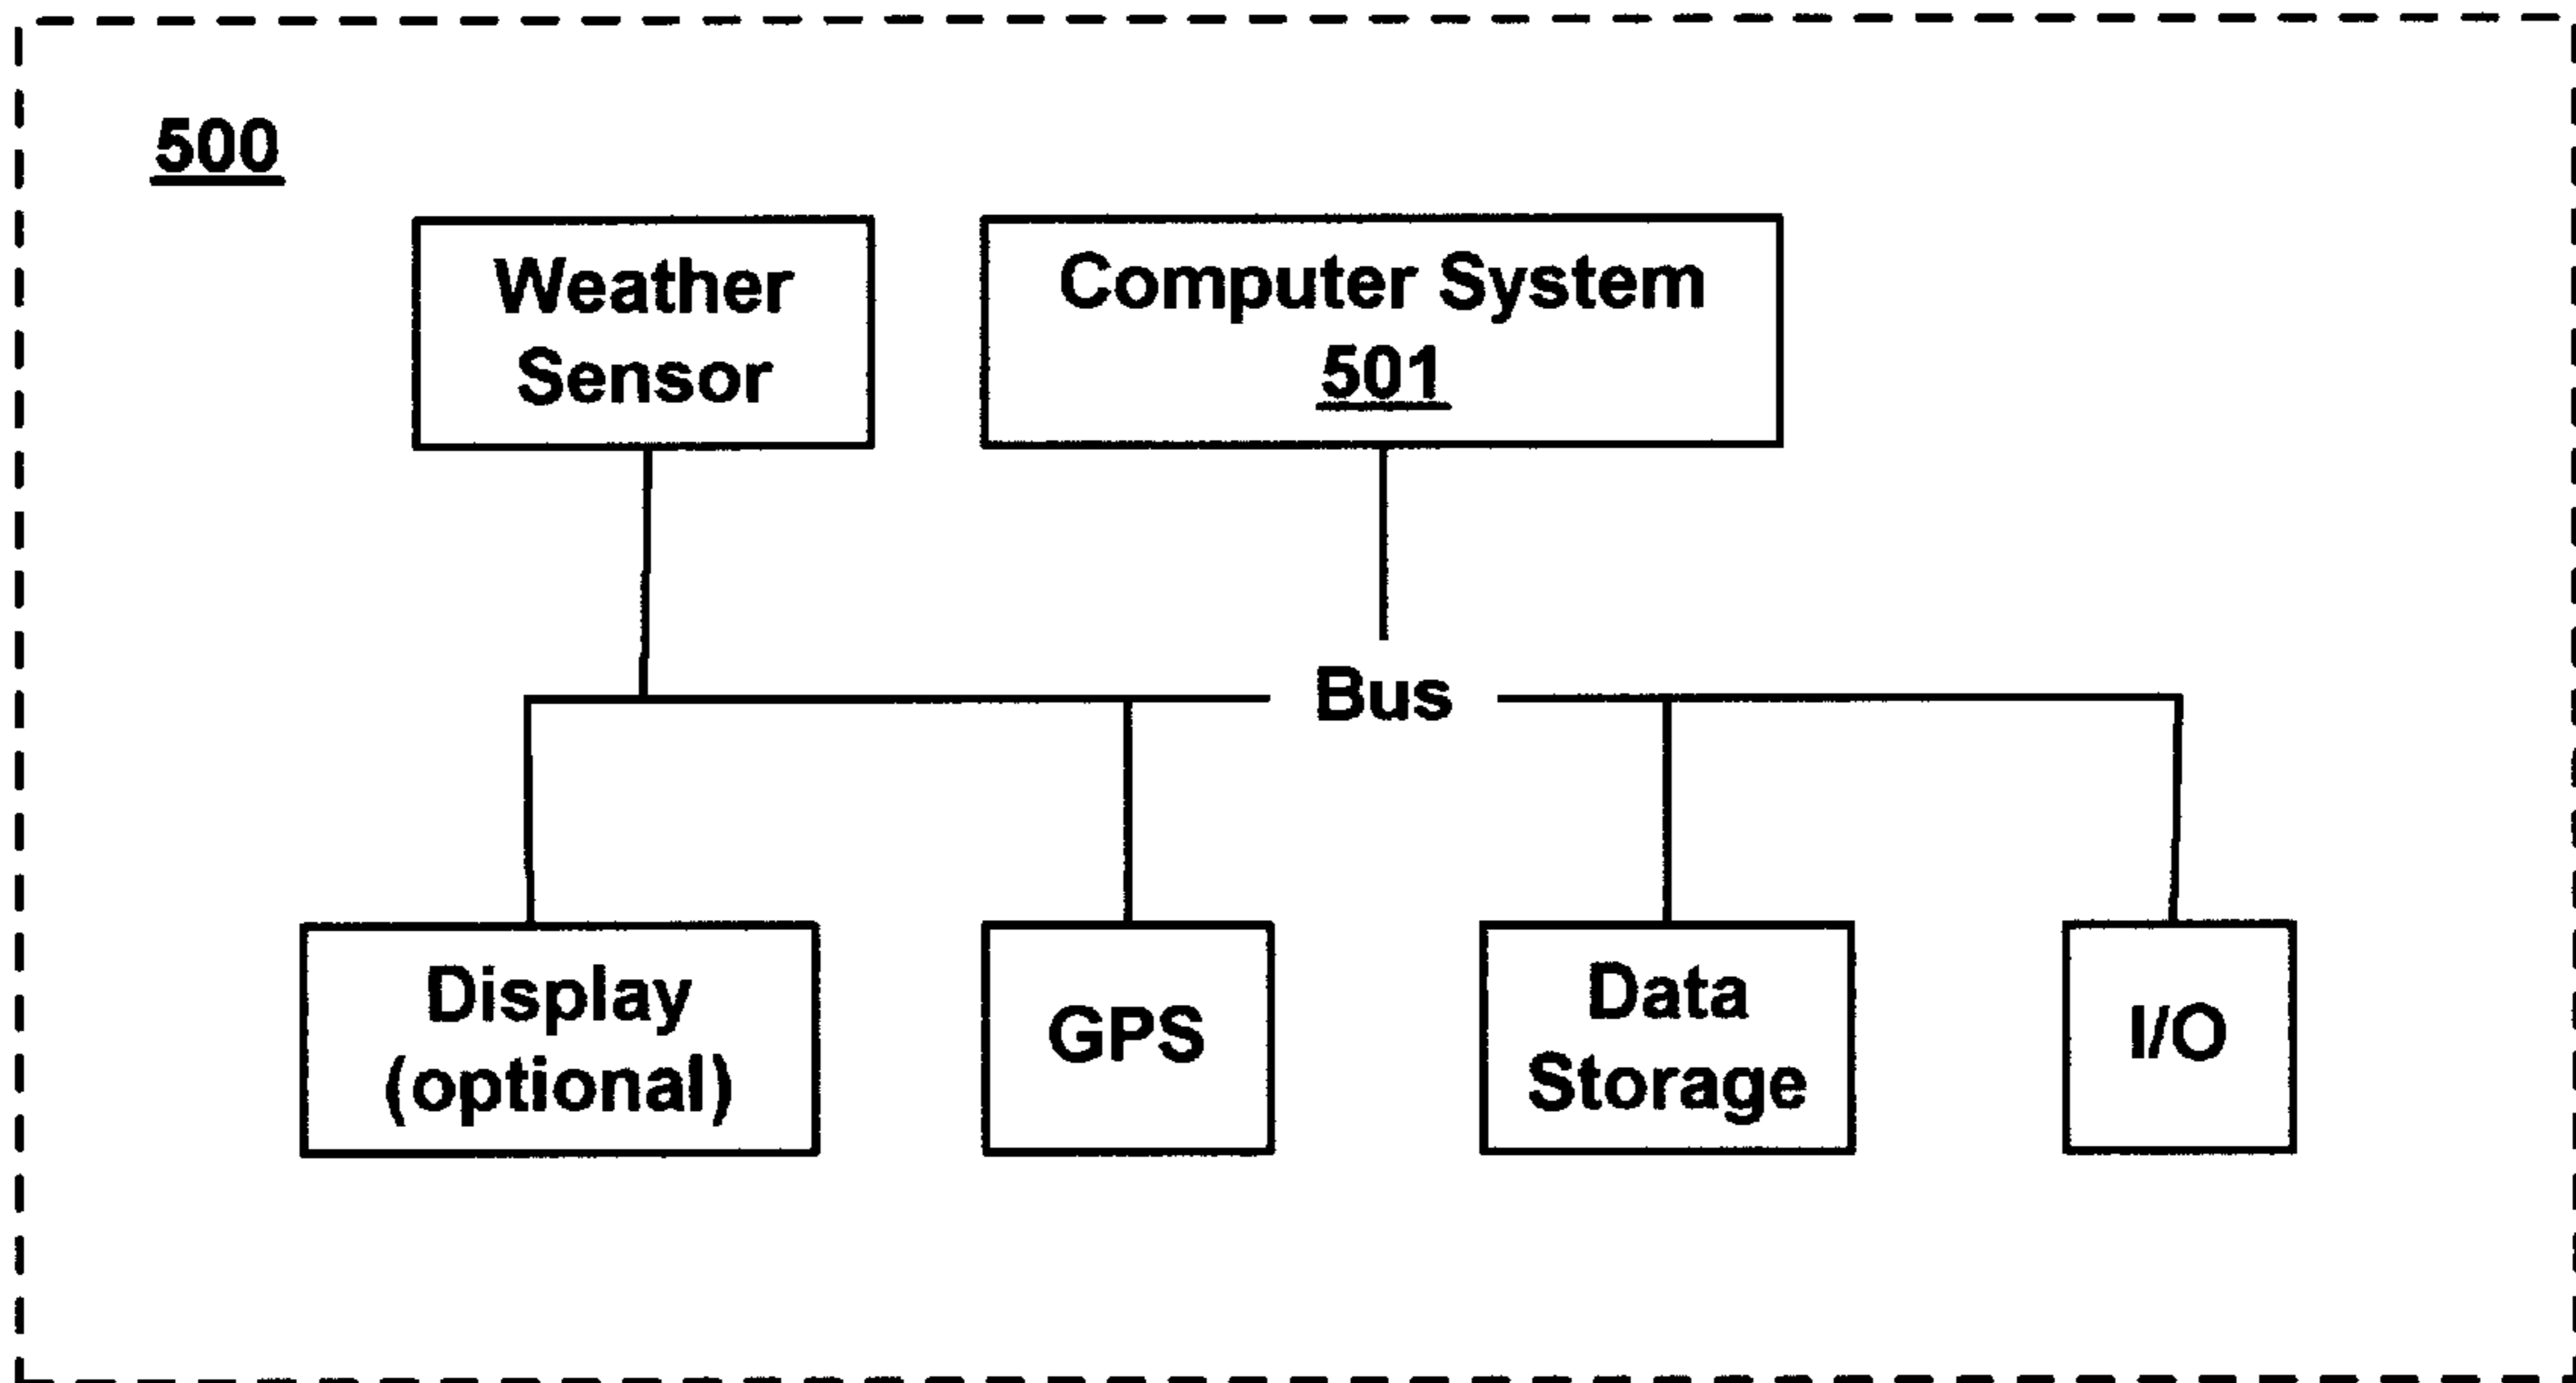 500
Weather
Sensor
Computer System
501
Bus
Display
(optional)
GPS
Data
Storage
I/O